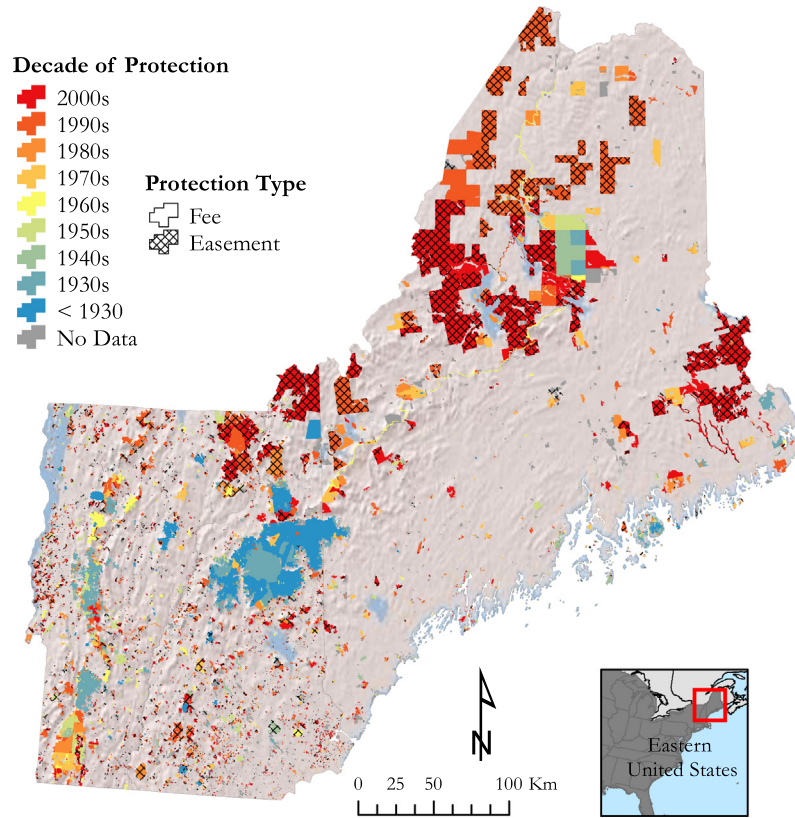 Decade of Protection
2000s
1990s
1980s
1970s
1960s
1950s
1940s
1930s
< 1930
No Data
Protection Type
Fee
Easement
N
0 25 50 100 Km
Eastern
United States